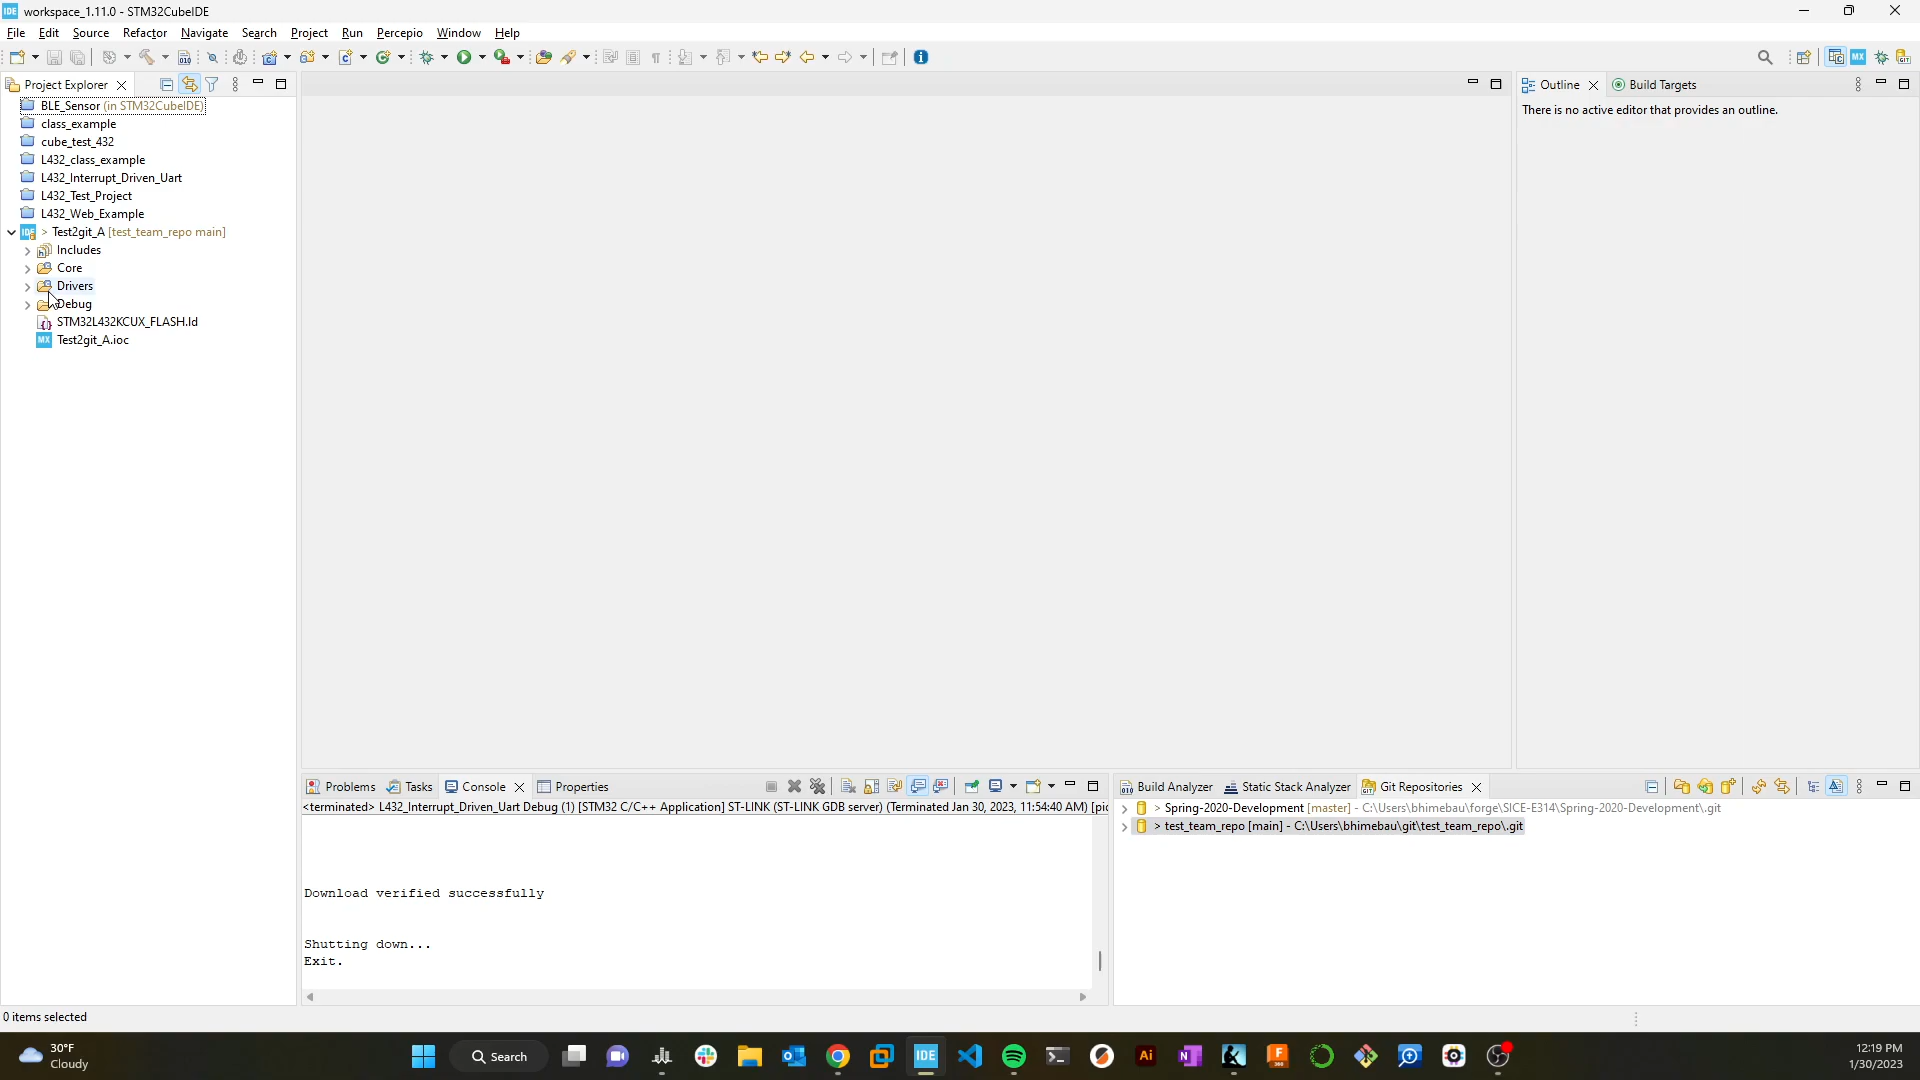 IDE workspace_1.11.0 - STM32CubeIDE
File Edit Source Refactor Navigate Search Project Run Percepio Window Help
Project Explorer
BLE_Sensor (in STM32CubeIDE)
class_example
cube_test_432
L432_class_example
L432_Interrupt_Driven_Uart
L432_Test_Project
L432_Web_Example
IDE > Test2git_A [test_team_repo main]
Includes
Core
Drivers
Debug
STM32L432KCUX_FLASH.ld
MX Test2git_A.ioc
Outline Build Targets
There is no active editor that provides an outline.
Problems Tasks Console Properties
<terminated> L432_Interrupt_Driven_Uart Debug (1) [STM32 C/C++ Application] ST-LINK (ST-LINK GDB server) (Terminated Jan 30, 2023, 11:54:40 AM) [pid
Download verified successfully
Shutting down...
Exit.
Build Analyzer Static Stack Analyzer Git Repositories
> Spring-2020-Development [master] - C:\Users\bhimebau\forge\SICE-E314\Spring-2020-Development\.git
> test_team_repo [main] - C:\Users\bhimebau\git\test_team_repo\.git
0 items selected
30°F
Cloudy
Search
IDE
Ai
N
12:19 PM
1/30/2023